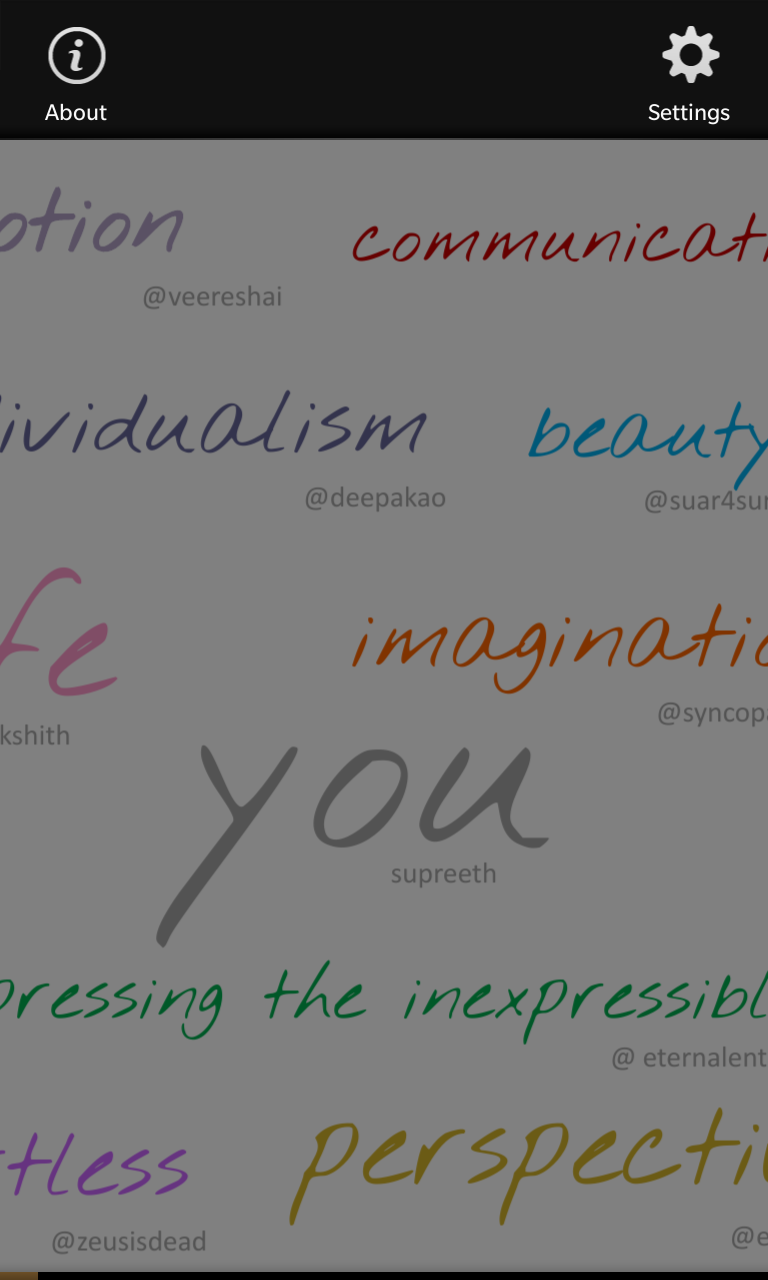 About Settings
otion communicati
@veereshai
ividualism beauty
@deepakao @suar4sur
fe imaginatio
@syncopa
kshith
you
supreeth
pressing the inexpressibl
@ eternalent
tless perspecti
@zeusisdead @e